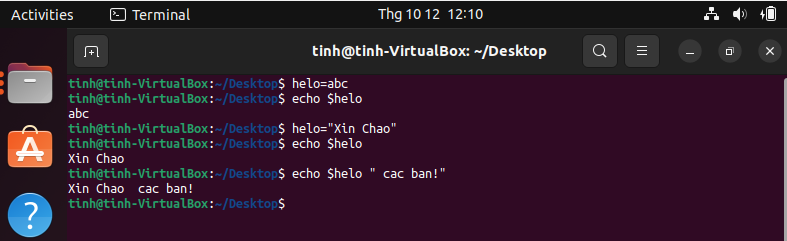 Activities Terminal Thg 10 12 12:10
tinh@tinh-VirtualBox: ~/Desktop
tinh@tinh-VirtualBox:~/Desktop$ helo=abc
tinh@tinh-VirtualBox:~/Desktop$ echo $helo
abc
tinh@tinh-VirtualBox:~/Desktop$ helo="Xin Chao"
tinh@tinh-VirtualBox:~/Desktop$ echo $helo
Xin Chao
tinh@tinh-VirtualBox:~/Desktop$ echo $helo " cac ban!"
Xin Chao  cac ban!
tinh@tinh-VirtualBox:~/Desktop$